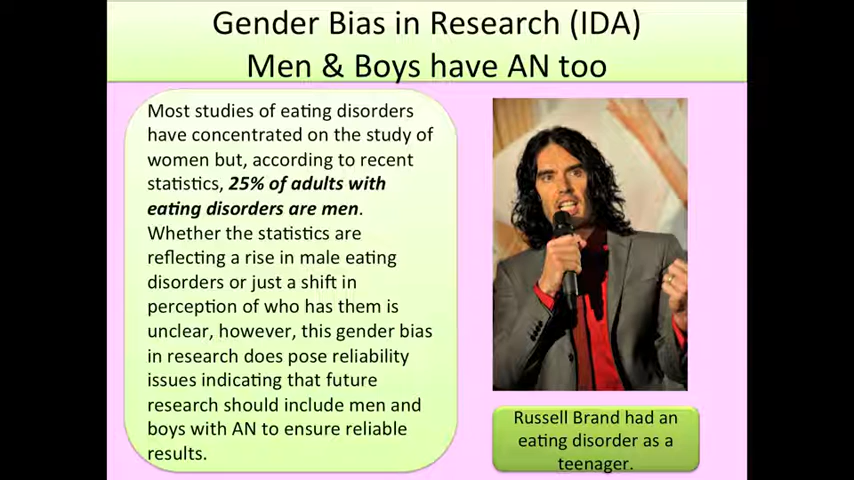 Gender Bias in Research (IDA)
Men & Boys have AN too
Most studies of eating disorders
have concentrated on the study of
women but, according to recent
statistics, 25% of adults with
eating disorders are men.
Whether the statistics are
reflecting a rise in male eating
disorders or just a shift in
perception of who has them is
unclear, however, this gender bias
in research does pose reliability
issues indicating that future
research should include men and
boys with AN to ensure reliable
results.
Russell Brand had an
eating disorder as a
teenager.